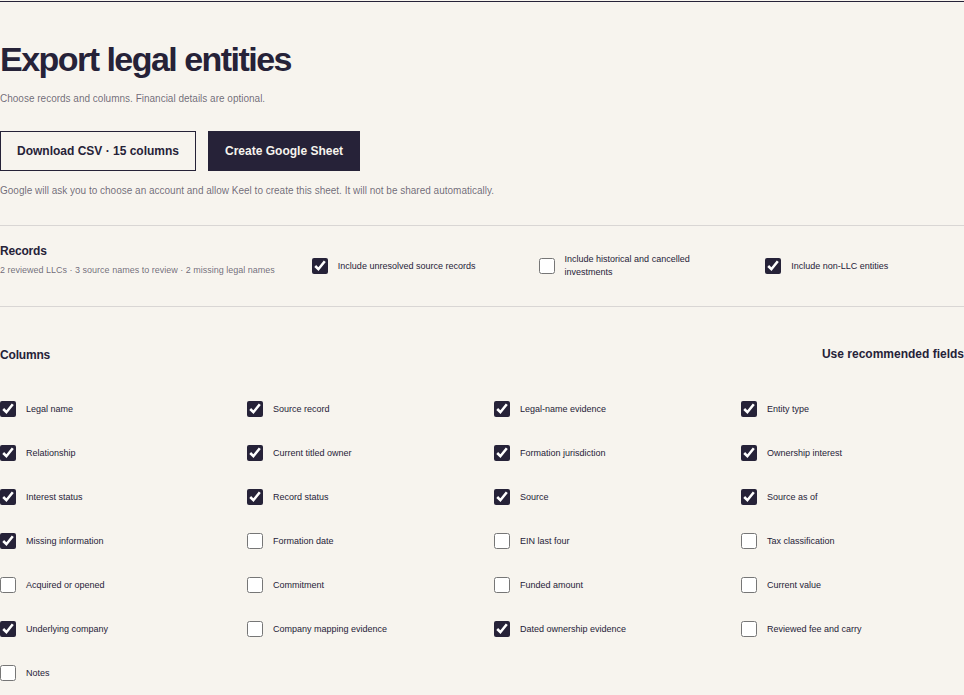 Export legal entities
Choose records and columns. Financial details are optional.
Download CSV · 15 columns
Create Google Sheet
Google will ask you to choose an account and allow Keel to create this sheet. It will not be shared automatically.
Records
2 reviewed LLCs · 3 source names to review · 2 missing legal names
Include unresolved source records
Include historical and cancelled
investments
Include non-LLC entities
Columns
Use recommended fields
Legal name
Source record
Legal-name evidence
Entity type
Relationship
Current titled owner
Formation jurisdiction
Ownership interest
Interest status
Record status
Source
Source as of
Missing information
Formation date
EIN last four
Tax classification
Acquired or opened
Commitment
Funded amount
Current value
Underlying company
Company mapping evidence
Dated ownership evidence
Reviewed fee and carry
Notes